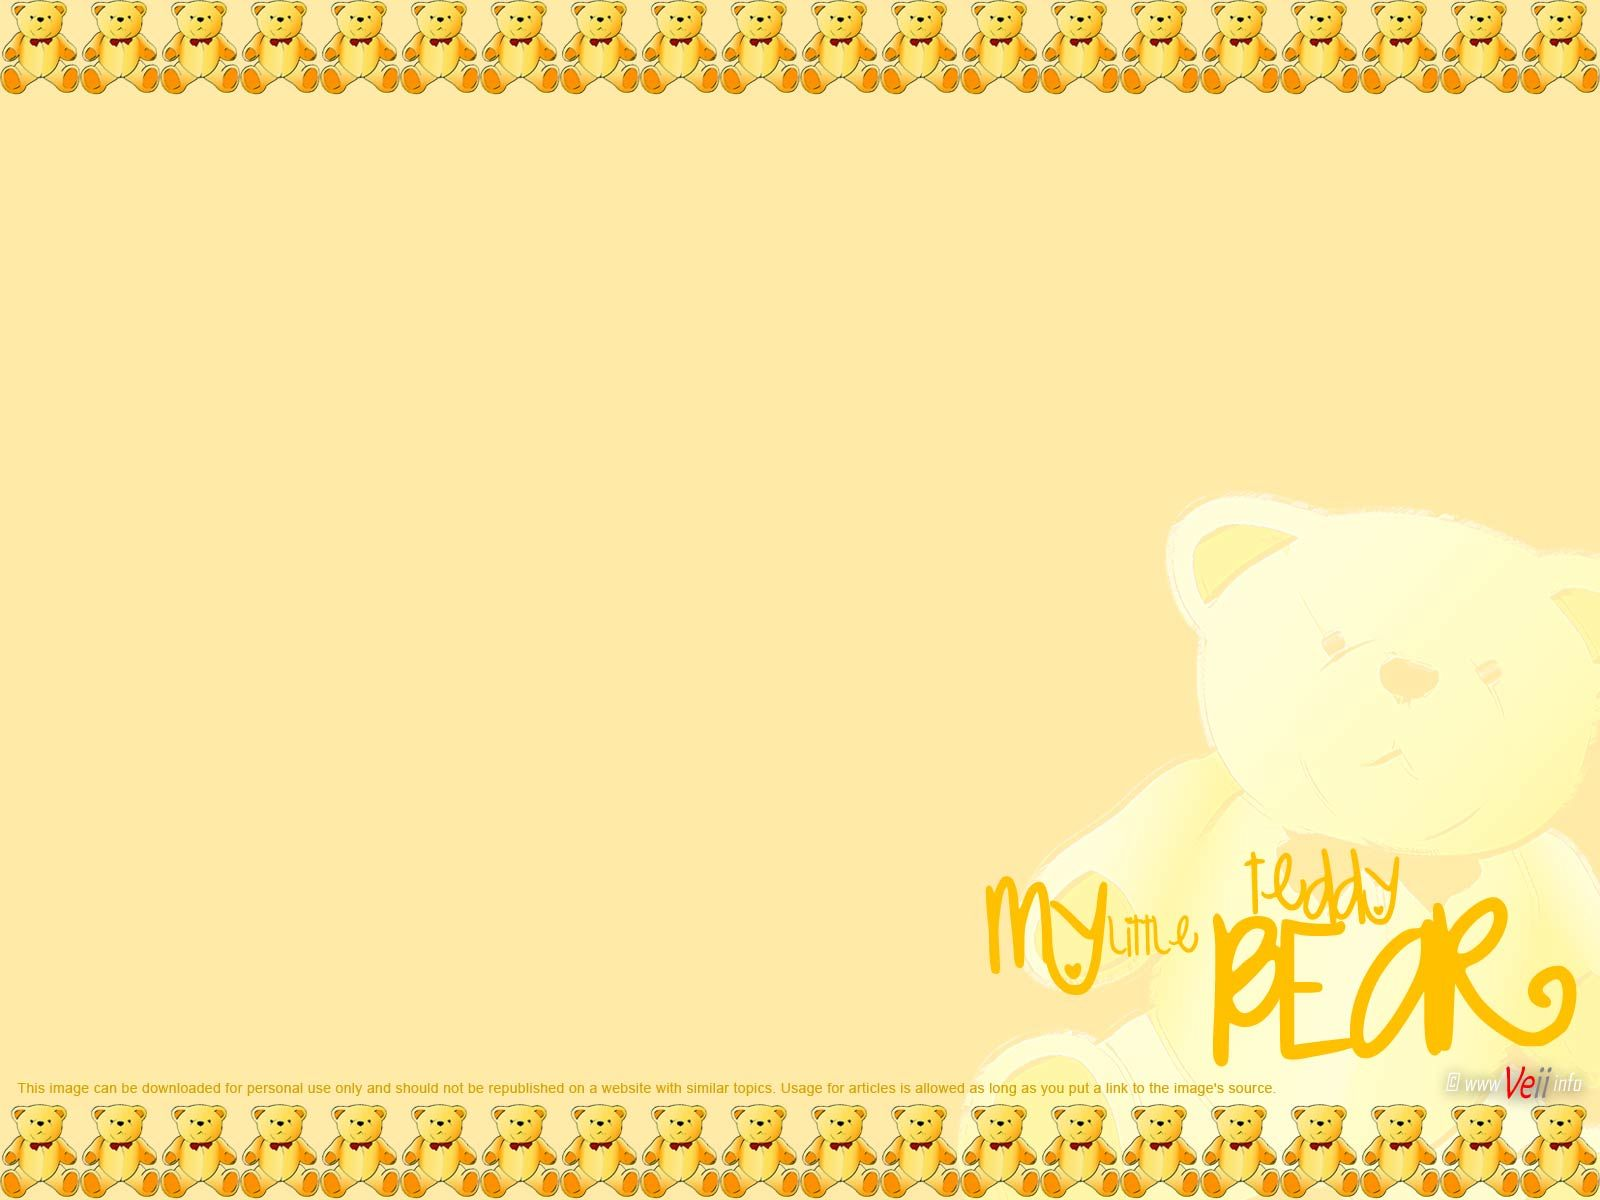 My Little teddy BEAR
This image can be downloaded for personal use only and should not be republished on a website with similar topics. Usage for articles is allowed as long as you put a link to the image's source.
© www Veii info